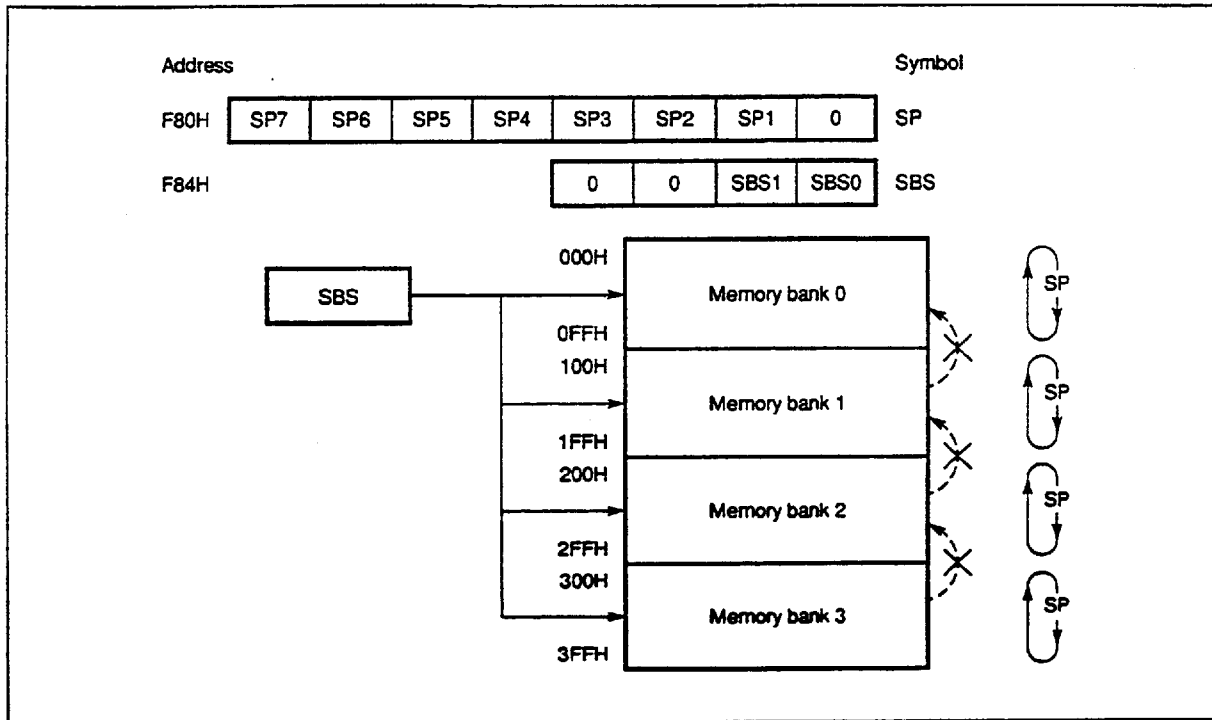 Address Symbol
F80H SP7 SP6 SP5 SP4 SP3 SP2 SP1 0 SP
F84H 0 0 SBS1 SBS0 SBS
000H
SBS Memory bank 0 SP
0FFH
100H
Memory bank 1 SP
1FFH
200H
Memory bank 2 SP
2FFH
300H
Memory bank 3 SP
3FFH